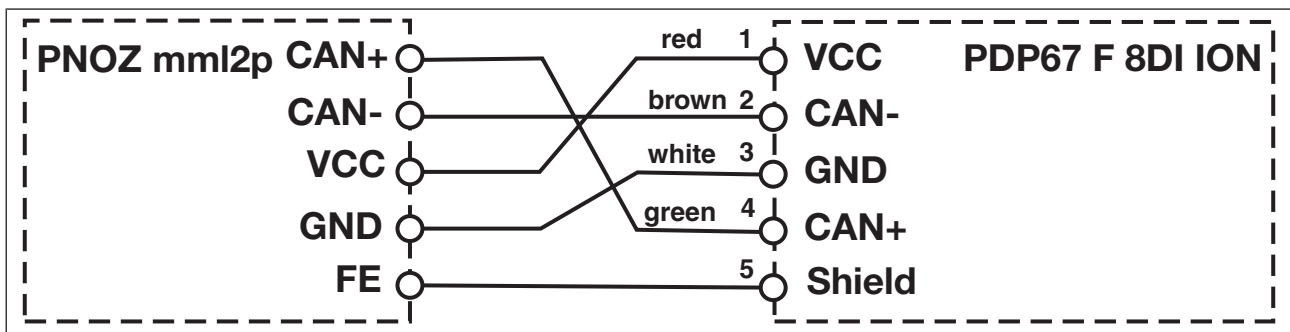 PNOZ mml2p CAN+ red 1 VCC PDP67 F 8DI ION
CAN- brown 2 CAN-
VCC white 3 GND
GND green 4 CAN+
FE 5 Shield